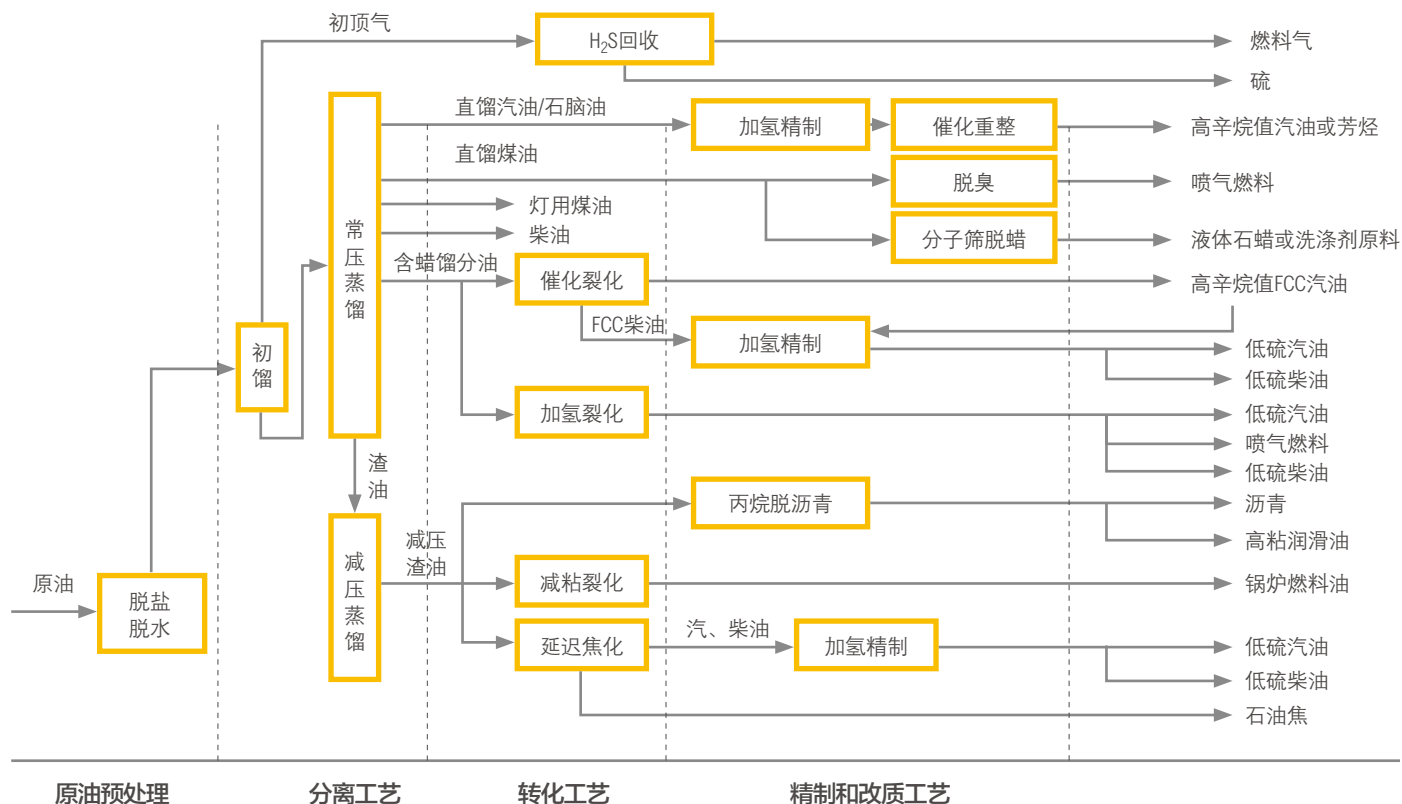 初顶气
H₂S回收
燃料气
硫
直馏汽油/石脑油
加氢精制
催化重整
高辛烷值汽油或芳烃
直馏煤油
脱臭
喷气燃料
灯用煤油
柴油
分子筛脱蜡
液体石蜡或洗涤剂原料
常
压
蒸
馏
含蜡馏分油
催化裂化
高辛烷值FCC汽油
FCC柴油
加氢精制
低硫汽油
低硫柴油
初
馏
加氢裂化
低硫汽油
喷气燃料
低硫柴油
渣
油
丙烷脱沥青
沥青
高粘润滑油
减
压
蒸
馏
减压
渣油
减粘裂化
锅炉燃料油
原油
脱盐
脱水
延迟焦化
汽、柴油
加氢精制
低硫汽油
低硫柴油
石油焦
原油预处理
分离工艺
转化工艺
精制和改质工艺